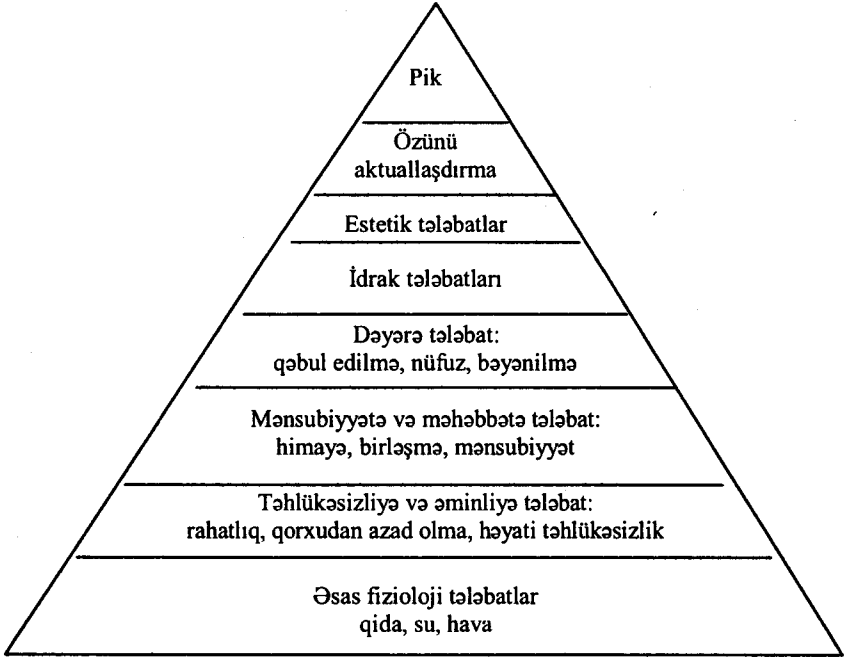 Pik
Özünü
aktuallaşdırma
Estetik tələbatlar
İdrak tələbatları
Dəyərə tələbat:
qəbul edilmə, nüfuz, bəyənilmə
Mənsubiyyətə və məhəbbətə tələbat:
himayə, birləşmə, mənsubiyyət
Təhlükəsizliyə və əminliyə tələbat:
rahatlıq, qorxudan azad olma, həyati təhlükəsizlik
Əsas fizioloji tələbatlar
qida, su, hava